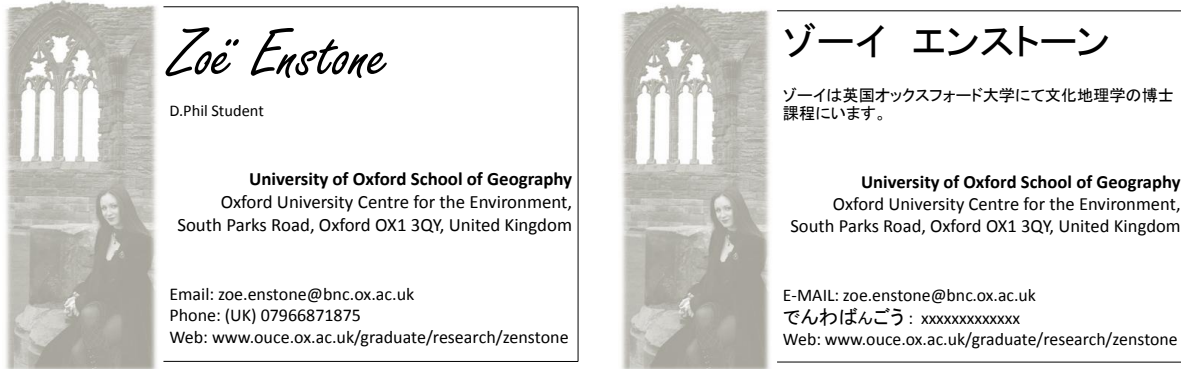 Zoë Enstone
D.Phil Student
University of Oxford School of Geography
Oxford University Centre for the Environment,
South Parks Road, Oxford OX1 3QY, United Kingdom
Email: zoe.enstone@bnc.ox.ac.uk
Phone: (UK) 07966871875
Web: www.ouce.ox.ac.uk/graduate/research/zenstone
ゾーイ　エンストーン
ゾーイは英国オックスフォード大学にて文化地理学の博士
課程にいます。
University of Oxford School of Geography
Oxford University Centre for the Environment,
South Parks Road, Oxford OX1 3QY, United Kingdom
E-MAIL: zoe.enstone@bnc.ox.ac.uk
でんわばんごう: xxxxxxxxxxxxx
Web: www.ouce.ox.ac.uk/graduate/research/zenstone